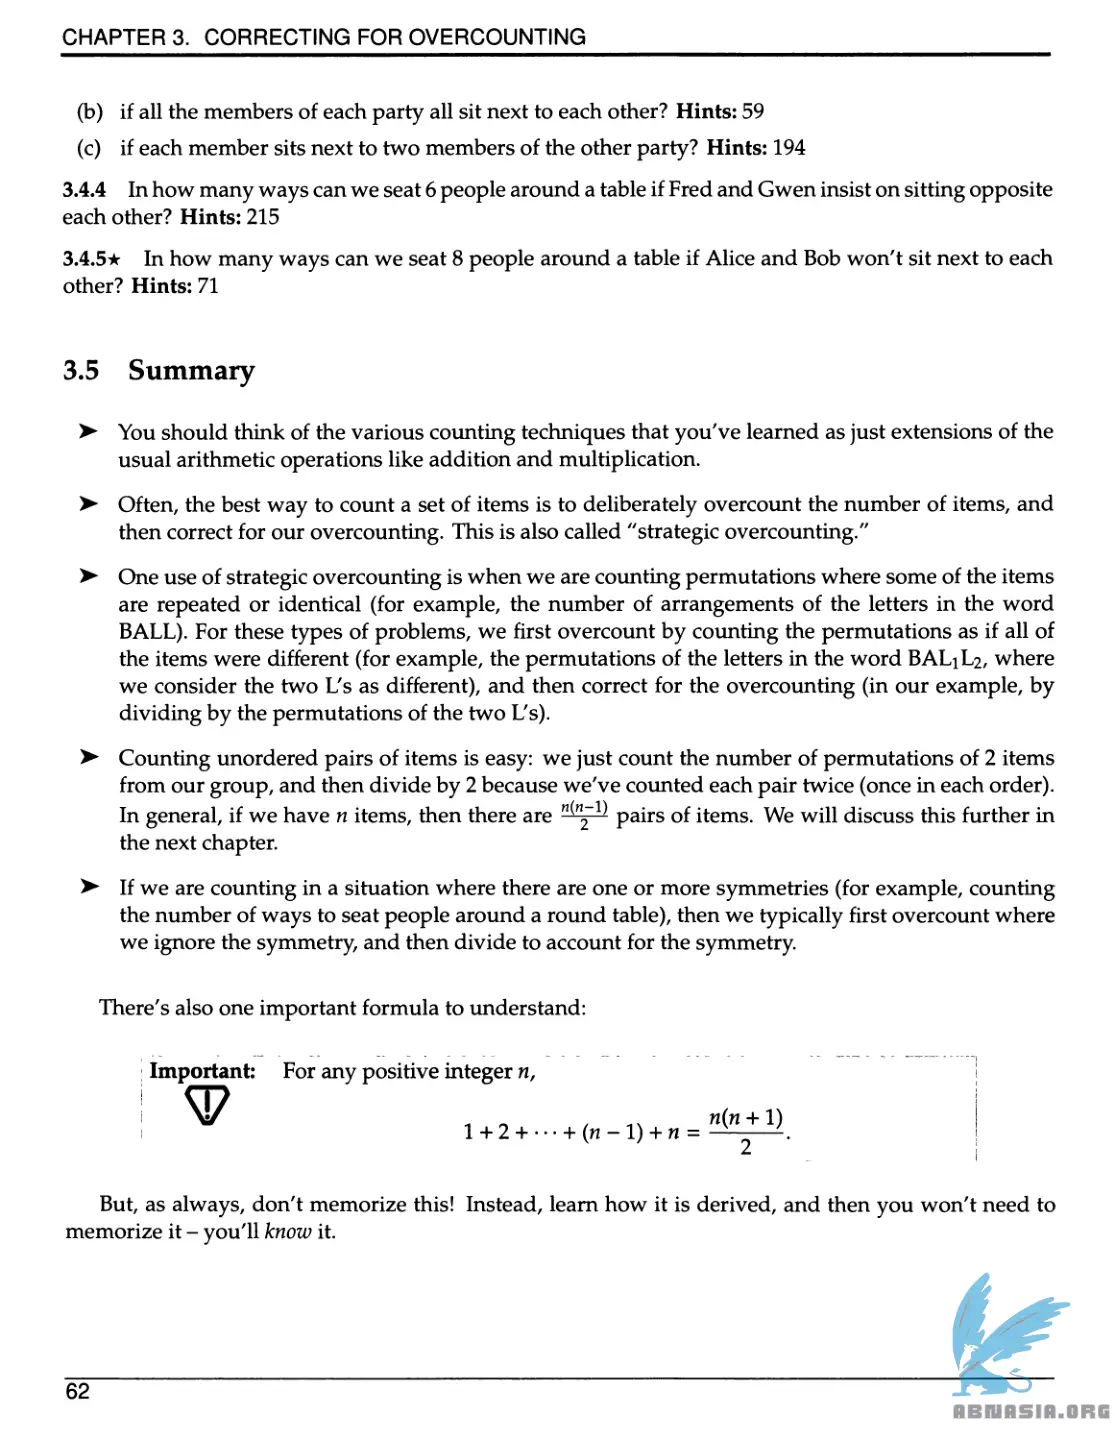 CHAPTER 3. CORRECTING FOR OVERCOUNTING
(b) if all the members of each party all sit next to each other? Hints: 59
(c) if each member sits next to two members of the other party? Hints: 194
3.4.4 In how many ways can we seat 6 people around a table if Fred and Gwen insist on sitting opposite
each other? Hints: 215
3.4.5★ In how many ways can we seat 8 people around a table if Alice and Bob won't sit next to each
other? Hints: 71
3.5 Summary
➤ You should think of the various counting techniques that you've learned as just extensions of the
usual arithmetic operations like addition and multiplication.
➤ Often, the best way to count a set of items is to deliberately overcount the number of items, and
then correct for our overcounting. This is also called "strategic overcounting."
➤ One use of strategic overcounting is when we are counting permutations where some of the items
are repeated or identical (for example, the number of arrangements of the letters in the word
BALL). For these types of problems, we first overcount by counting the permutations as if all of
the items were different (for example, the permutations of the letters in the word BAL₁L₂, where
we consider the two L's as different), and then correct for the overcounting (in our example, by
dividing by the permutations of the two L's).
➤ Counting unordered pairs of items is easy: we just count the number of permutations of 2 items
from our group, and then divide by 2 because we've counted each pair twice (once in each order).
In general, if we have n items, then there are n(n−1)/2 pairs of items. We will discuss this further in
the next chapter.
➤ If we are counting in a situation where there are one or more symmetries (for example, counting
the number of ways to seat people around a round table), then we typically first overcount where
we ignore the symmetry, and then divide to account for the symmetry.
There's also one important formula to understand:
Important: For any positive integer n,
1 + 2 + ⋯ + (n − 1) + n = n(n + 1)/2.
But, as always, don't memorize this! Instead, learn how it is derived, and then you won't need to
memorize it – you'll know it.
62
ABNASIA.ORG